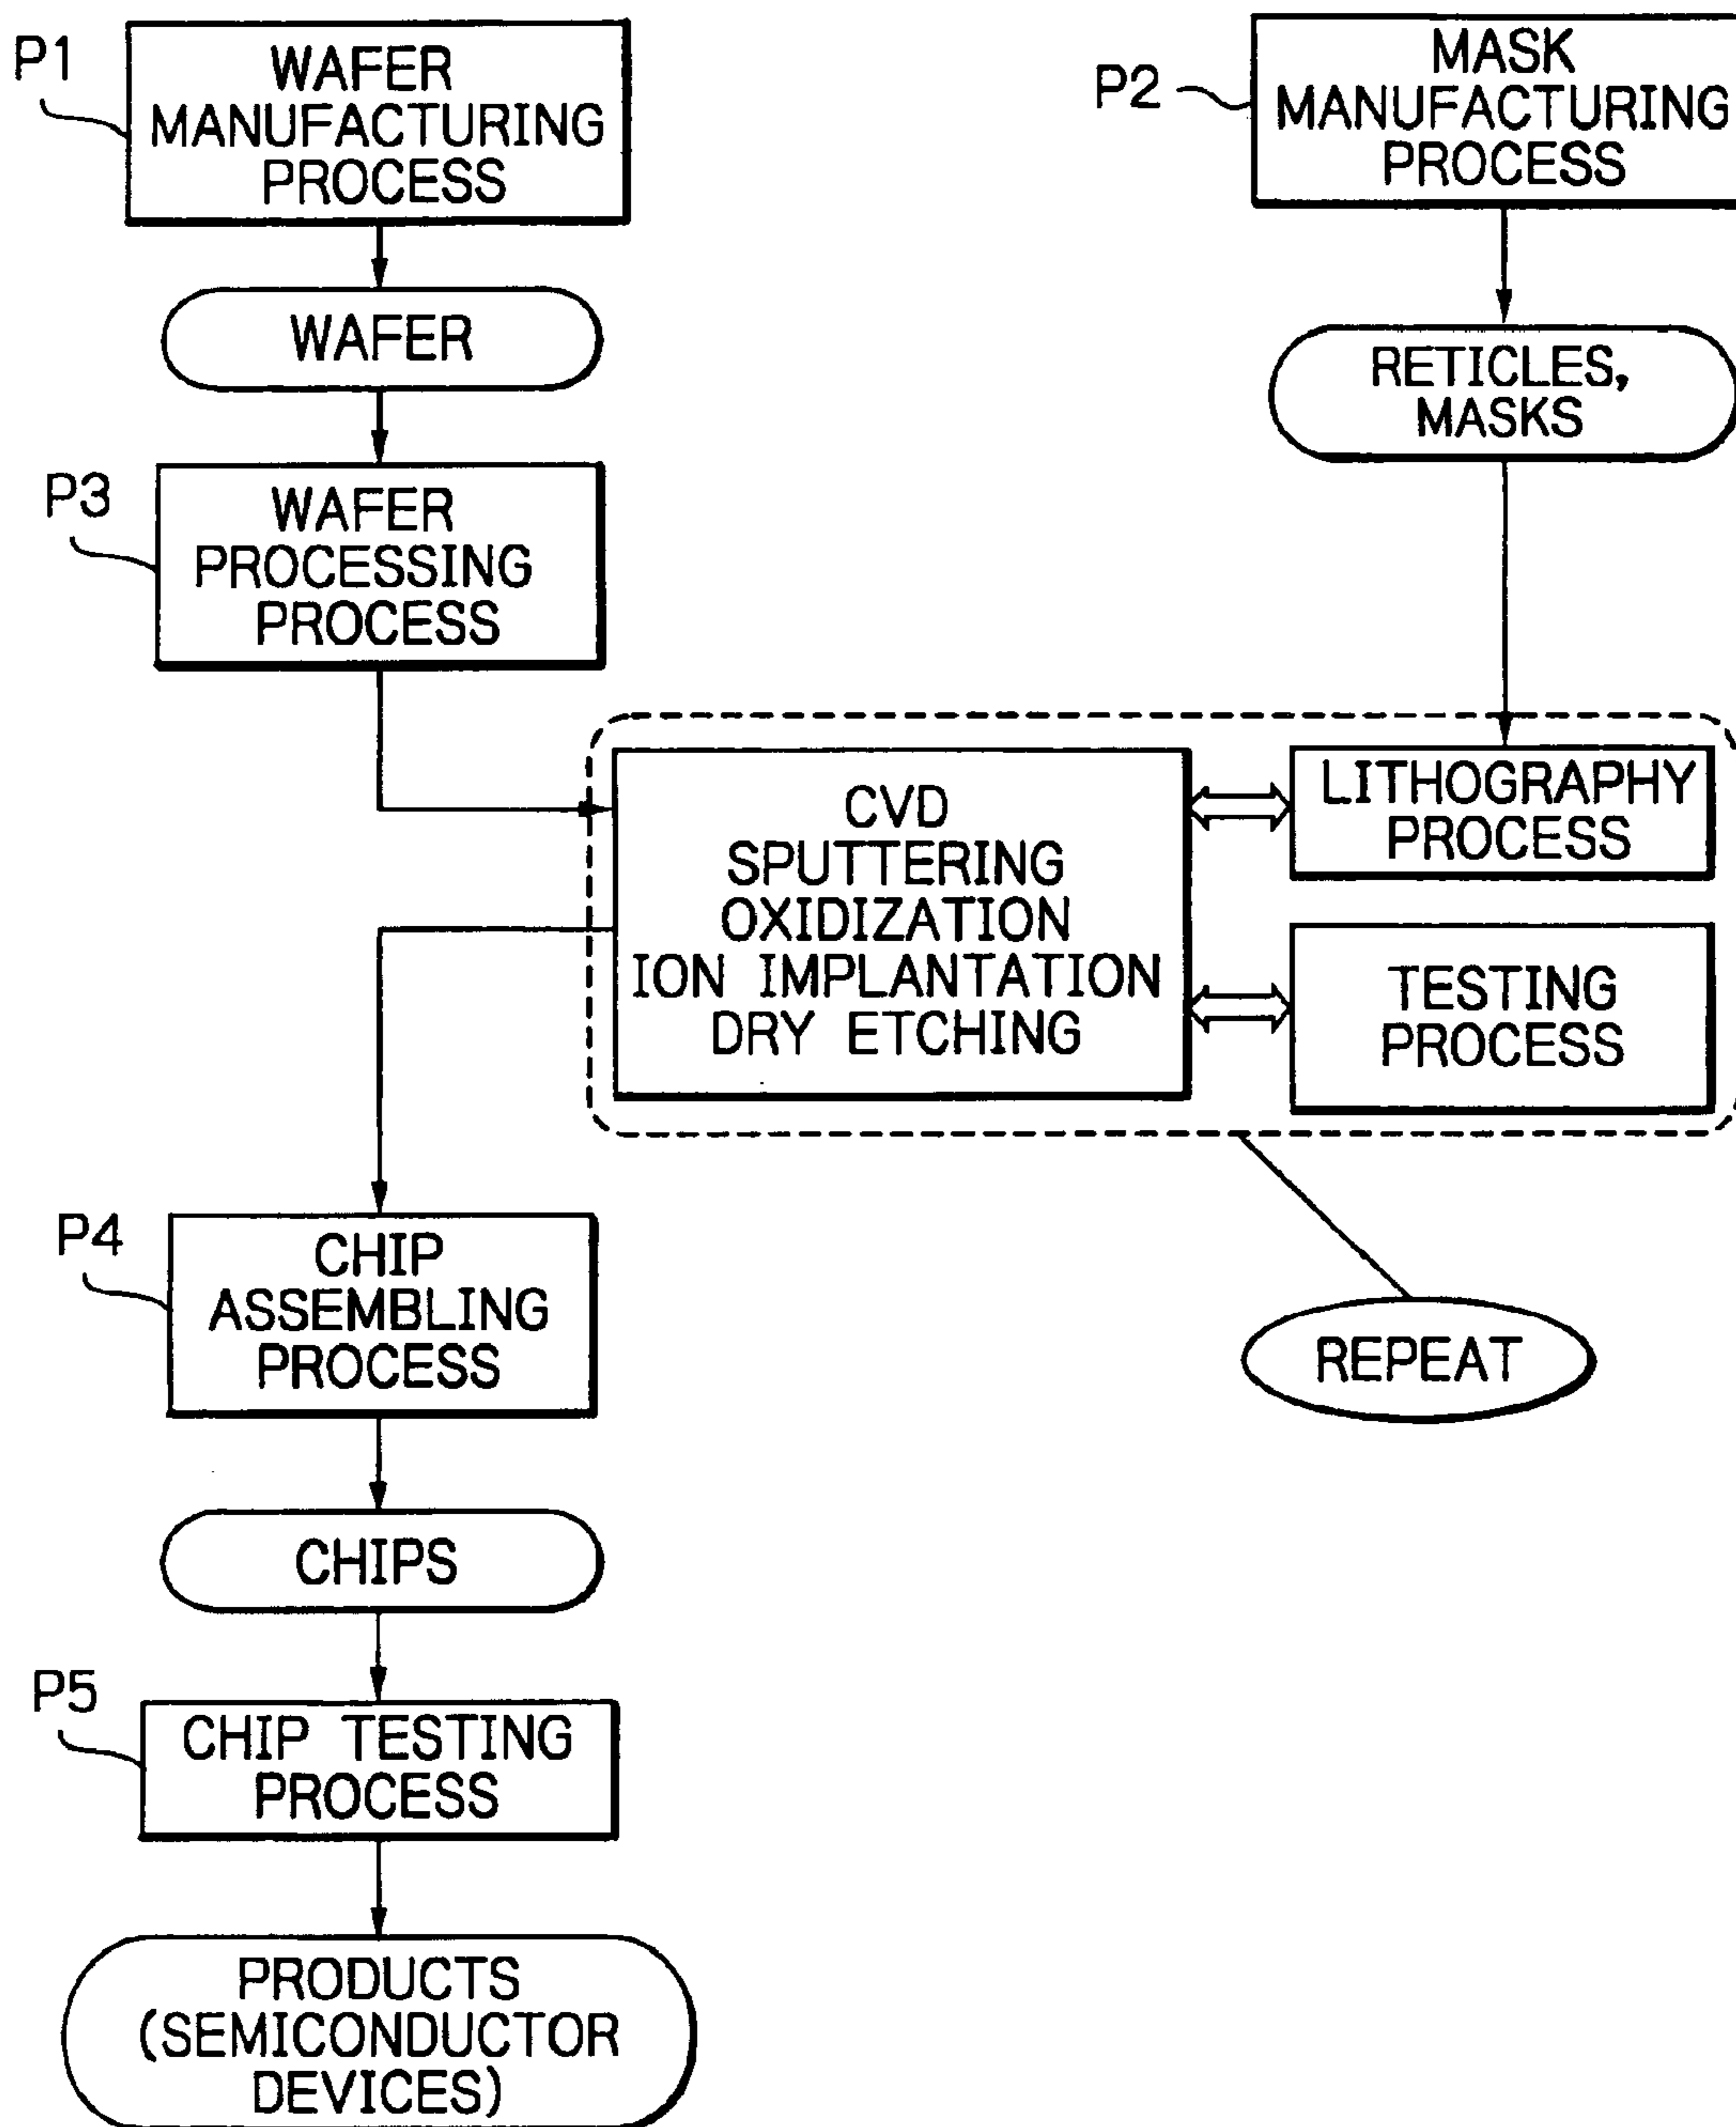 P1
WAFER
MANUFACTURING
PROCESS
P2
MASK
MANUFACTURING
PROCESS
WAFER
RETICLES,
MASKS
P3
WAFER
PROCESSING
PROCESS
CVD
SPUTTERING
OXIDIZATION
ION IMPLANTATION
DRY ETCHING
LITHOGRAPHY
PROCESS
TESTING
PROCESS
P4
CHIP
ASSEMBLING
PROCESS
REPEAT
CHIPS
P5
CHIP TESTING
PROCESS
PRODUCTS
(SEMICONDUCTOR
DEVICES)